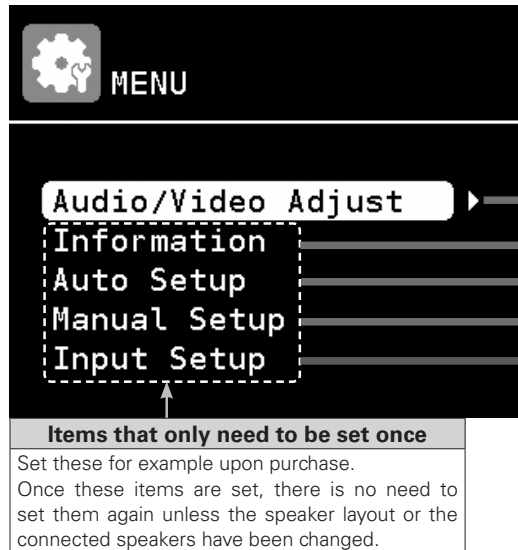 MENU
Audio/Video Adjust
Information
Auto Setup
Manual Setup
Input Setup
Items that only need to be set once
Set these for example upon purchase.
Once these items are set, there is no need to
set them again unless the speaker layout or the
connected speakers have been changed.